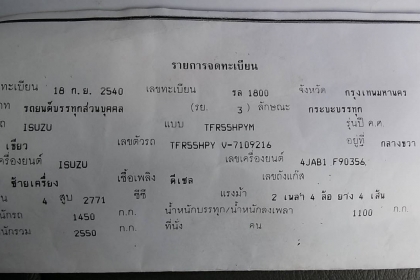 รายการจดทะเบียน
ทะเบียน 18 ก.ย. 2540 เลขทะเบียน รล 1800 จังหวัด กรุงเทพมหานคร
รถยนต์บรรทุกส่วนบุคคล (รย. 3) ลักษณะ กระบะบรรทุก
ISUZU แบบ TFR55HPYM รุ่นปี ค.ศ.
เขียว เลขตัวรถ TFR55HPY V-7109216 อยู่ที่ กลางขวา
เครื่องยนต์ ISUZU เลขเครื่องยนต์ 4JAB1 F90356
ซ้ายเครื่อง เชื้อเพลิง ดีเซล เลขถังแก๊ส
4 สูบ 2771 ซีซี แรงม้า 2 เพลา 4 ล้อ ยาง 4 เส้น
นักรถ 1450 ก.ก. น้ำหนักบรรทุก/น้ำหนักลงเพลา 1100 ก.ก.
นักรวม 2550 ก.ก. ที่นั่ง คน